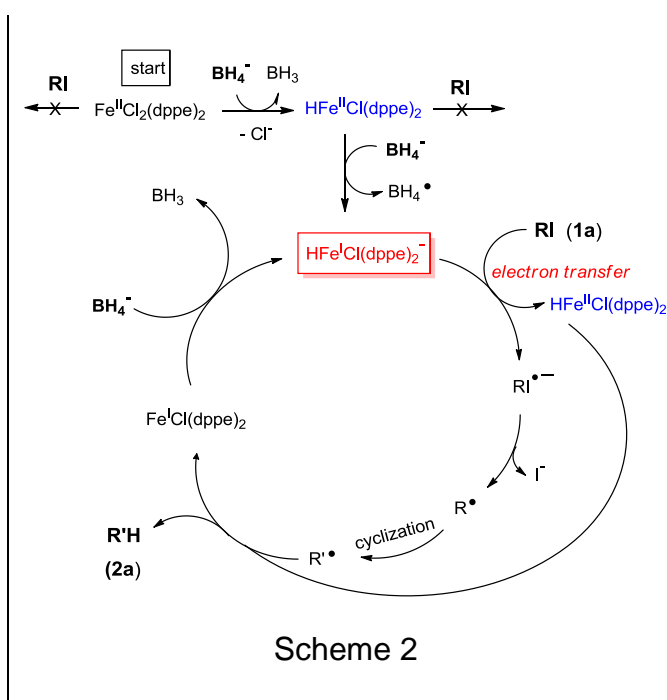 start
RI
BH₄⁻
BH₃
RI
X
Fe^IICl₂(dppe)₂
HFe^IICl(dppe)₂
X
- Cl⁻
BH₄⁻
BH₄•
BH₃
HFe^ICl(dppe)₂⁻
RI (1a)
electron transfer
BH₄⁻
HFe^IICl(dppe)₂
RI•—
Fe^ICl(dppe)₂
I⁻
R•
cyclization
R'H
R'•
(2a)
Scheme 2